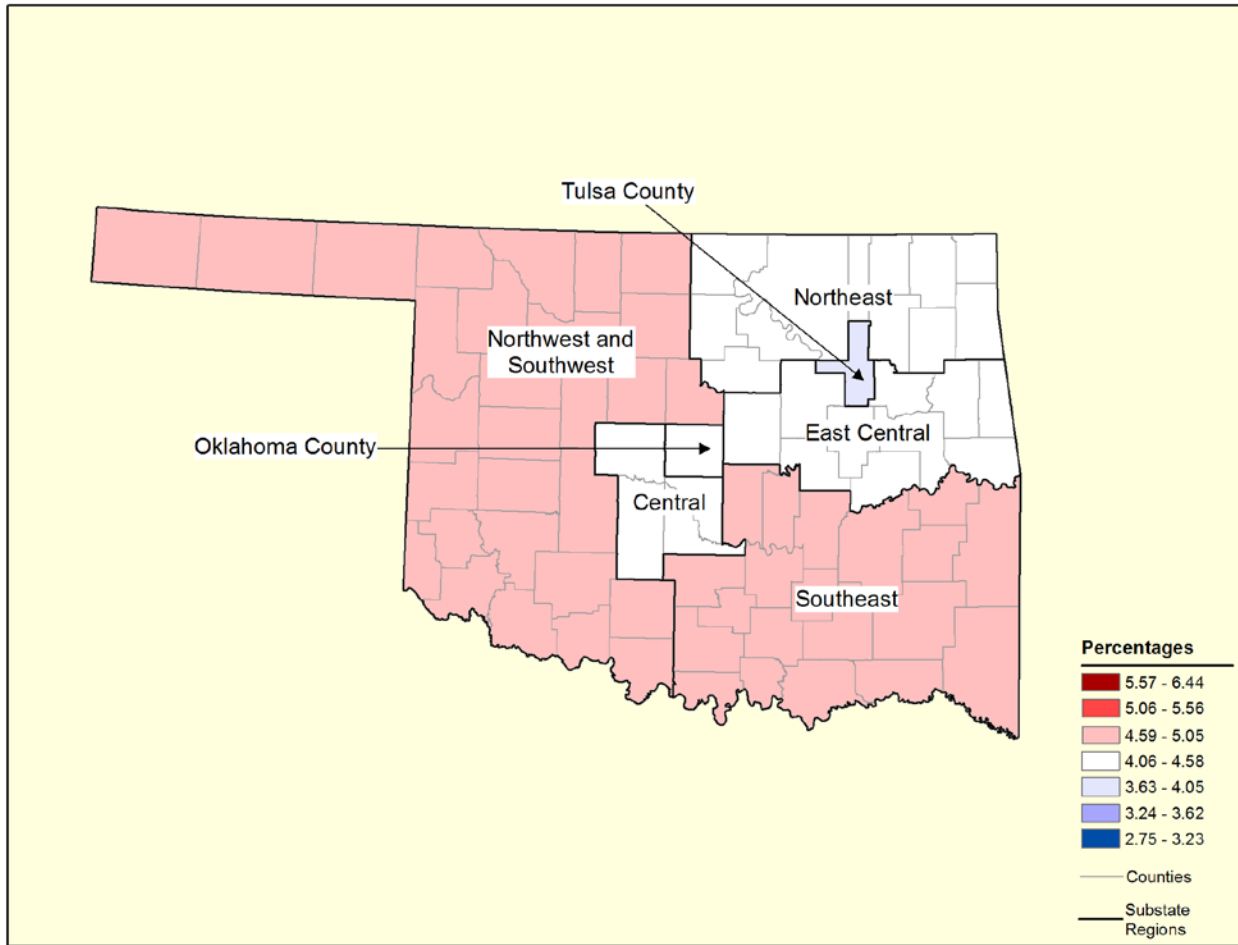 Tulsa County
Northeast
Northwest and
Southwest
East Central
Oklahoma County
Central
Southeast
Percentages
5.57 - 6.44
5.06 - 5.56
4.59 - 5.05
4.06 - 4.58
3.63 - 4.05
3.24 - 3.62
2.75 - 3.23
Counties
Substate
Regions